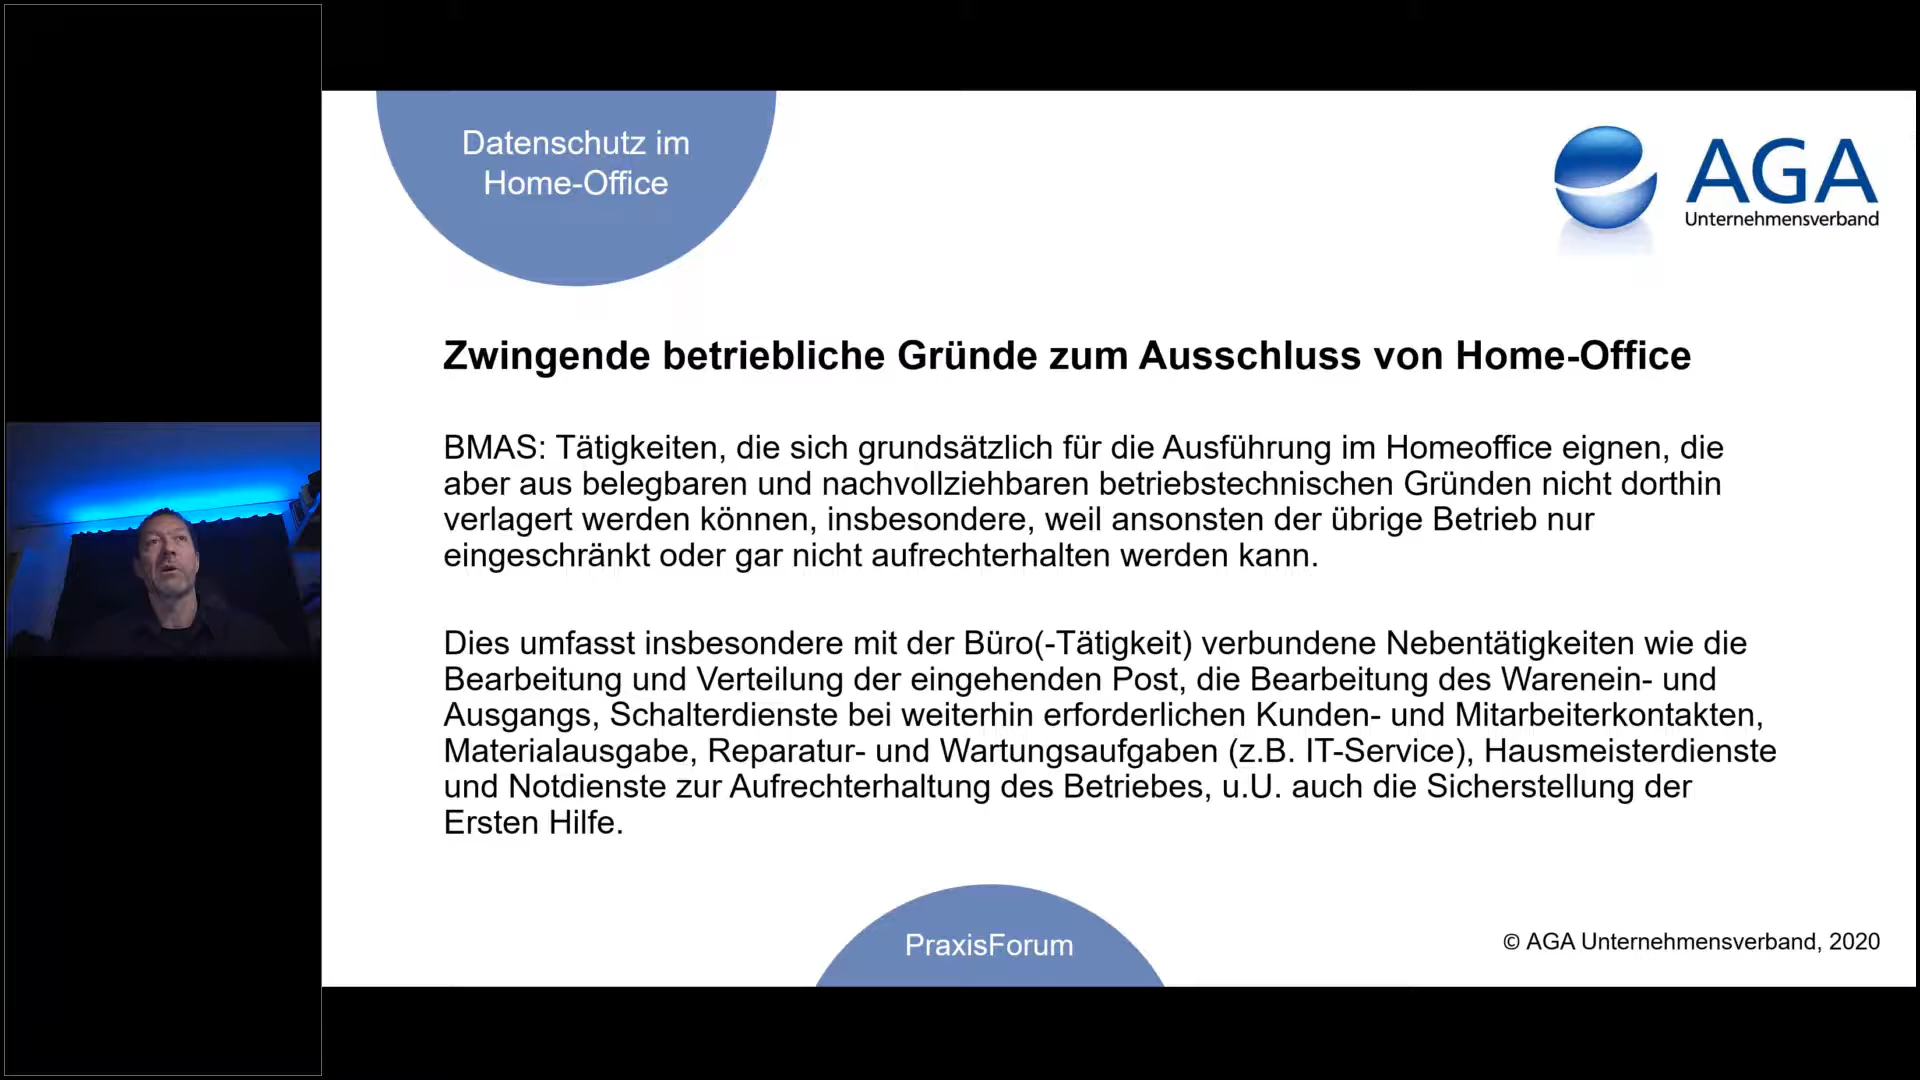 Datenschutz im
Home-Office
AGA
Unternehmensverband
Zwingende betriebliche Gründe zum Ausschluss von Home-Office
BMAS: Tätigkeiten, die sich grundsätzlich für die Ausführung im Homeoffice eignen, die
aber aus belegbaren und nachvollziehbaren betriebstechnischen Gründen nicht dorthin
verlagert werden können, insbesondere, weil ansonsten der übrige Betrieb nur
eingeschränkt oder gar nicht aufrechterhalten werden kann.
Dies umfasst insbesondere mit der Büro(-Tätigkeit) verbundene Nebentätigkeiten wie die
Bearbeitung und Verteilung der eingehenden Post, die Bearbeitung des Warenein- und
Ausgangs, Schalterdienste bei weiterhin erforderlichen Kunden- und Mitarbeiterkontakten,
Materialausgabe, Reparatur- und Wartungsaufgaben (z.B. IT-Service), Hausmeisterdienste
und Notdienste zur Aufrechterhaltung des Betriebes, u.U. auch die Sicherstellung der
Ersten Hilfe.
PraxisForum
© AGA Unternehmensverband, 2020